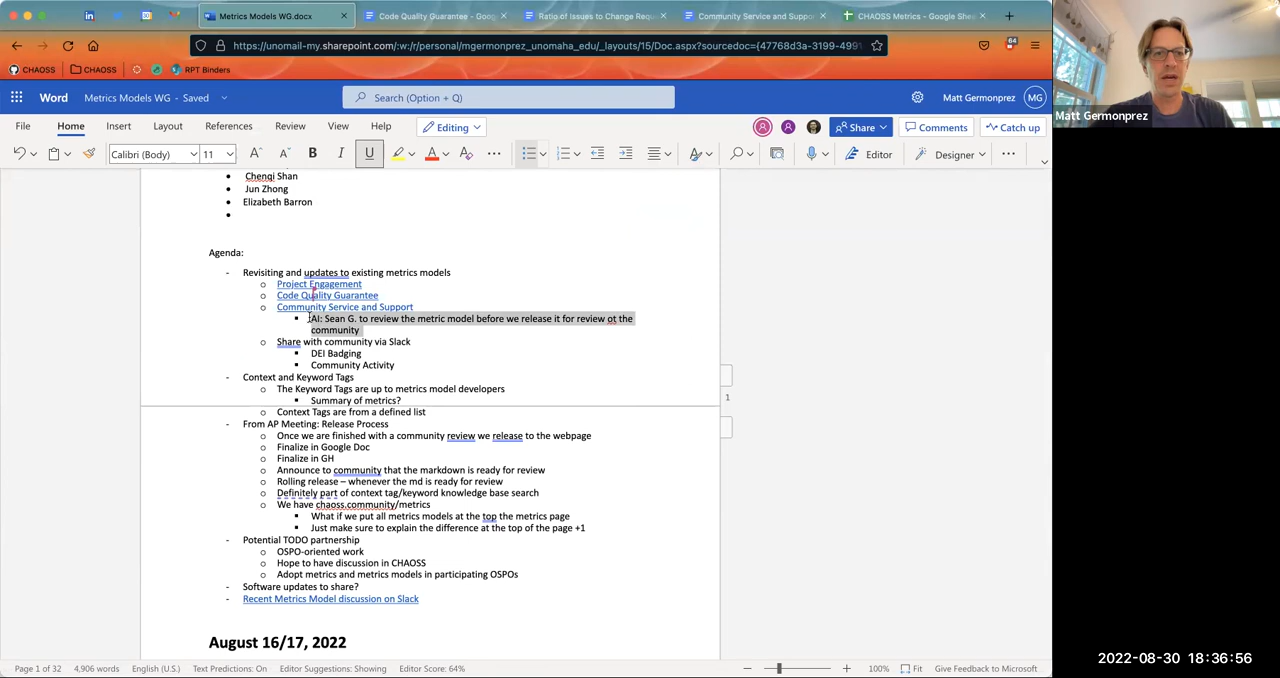 Metrics Models WG.docx
Code Quality Guarantee - Goog
Ratio of Issues to Change Requ
Community Service and Suppo
CHAOSS Metrics - Google She
https://unomail-my.sharepoint.com/:w:/r/personal/mgermonprez_unomaha_edu/_layouts/15/Doc.aspx?sourcedoc={47768d3a-3199-4991
64
CHAOSS
CHAOSS
RPT Binders
Word
Metrics Models WG - Saved
Search (Option + Q)
Matt Germonprez
MG
Matt Germonprez
File
Home
Insert
Layout
References
Review
View
Help
Editing
Share
Comments
Catch up
Calibri (Body)
11
B
I
U
Editor
Designer
• Chenqi Shan
• Jun Zhong
• Elizabeth Barron
•
Agenda:
- Revisiting and updates to existing metrics models
o Project Engagement
o Code Quality Guarantee
o Community Service and Support
▪ AI: Sean G. to review the metric model before we release it for review ot the
community
o Share with community via Slack
▪ DEI Badging
▪ Community Activity
- Context and Keyword Tags
o The Keyword Tags are up to metrics model developers
▪ Summary of metrics?
o Context Tags are from a defined list
- From AP Meeting: Release Process
o Once we are finished with a community review we release to the webpage
o Finalize in Google Doc
o Finalize in GH
o Announce to community that the markdown is ready for review
o Rolling release – whenever the md is ready for review
o Definitely part of context tag/keyword knowledge base search
o We have chaoss.community/metrics
▪ What if we put all metrics models at the top the metrics page
▪ Just make sure to explain the difference at the top of the page +1
- Potential TODO partnership
o OSPO-oriented work
o Hope to have discussion in CHAOSS
o Adopt metrics and metrics models in participating OSPOs
- Software updates to share?
- Recent Metrics Model discussion on Slack
1
August 16/17, 2022
Page 1 of 32
4,906 words
English (U.S.)
Text Predictions: On
Editor Suggestions: Showing
Editor Score: 64%
100%
Fit
Give Feedback to Microsoft
2022-08-30 18:36:56